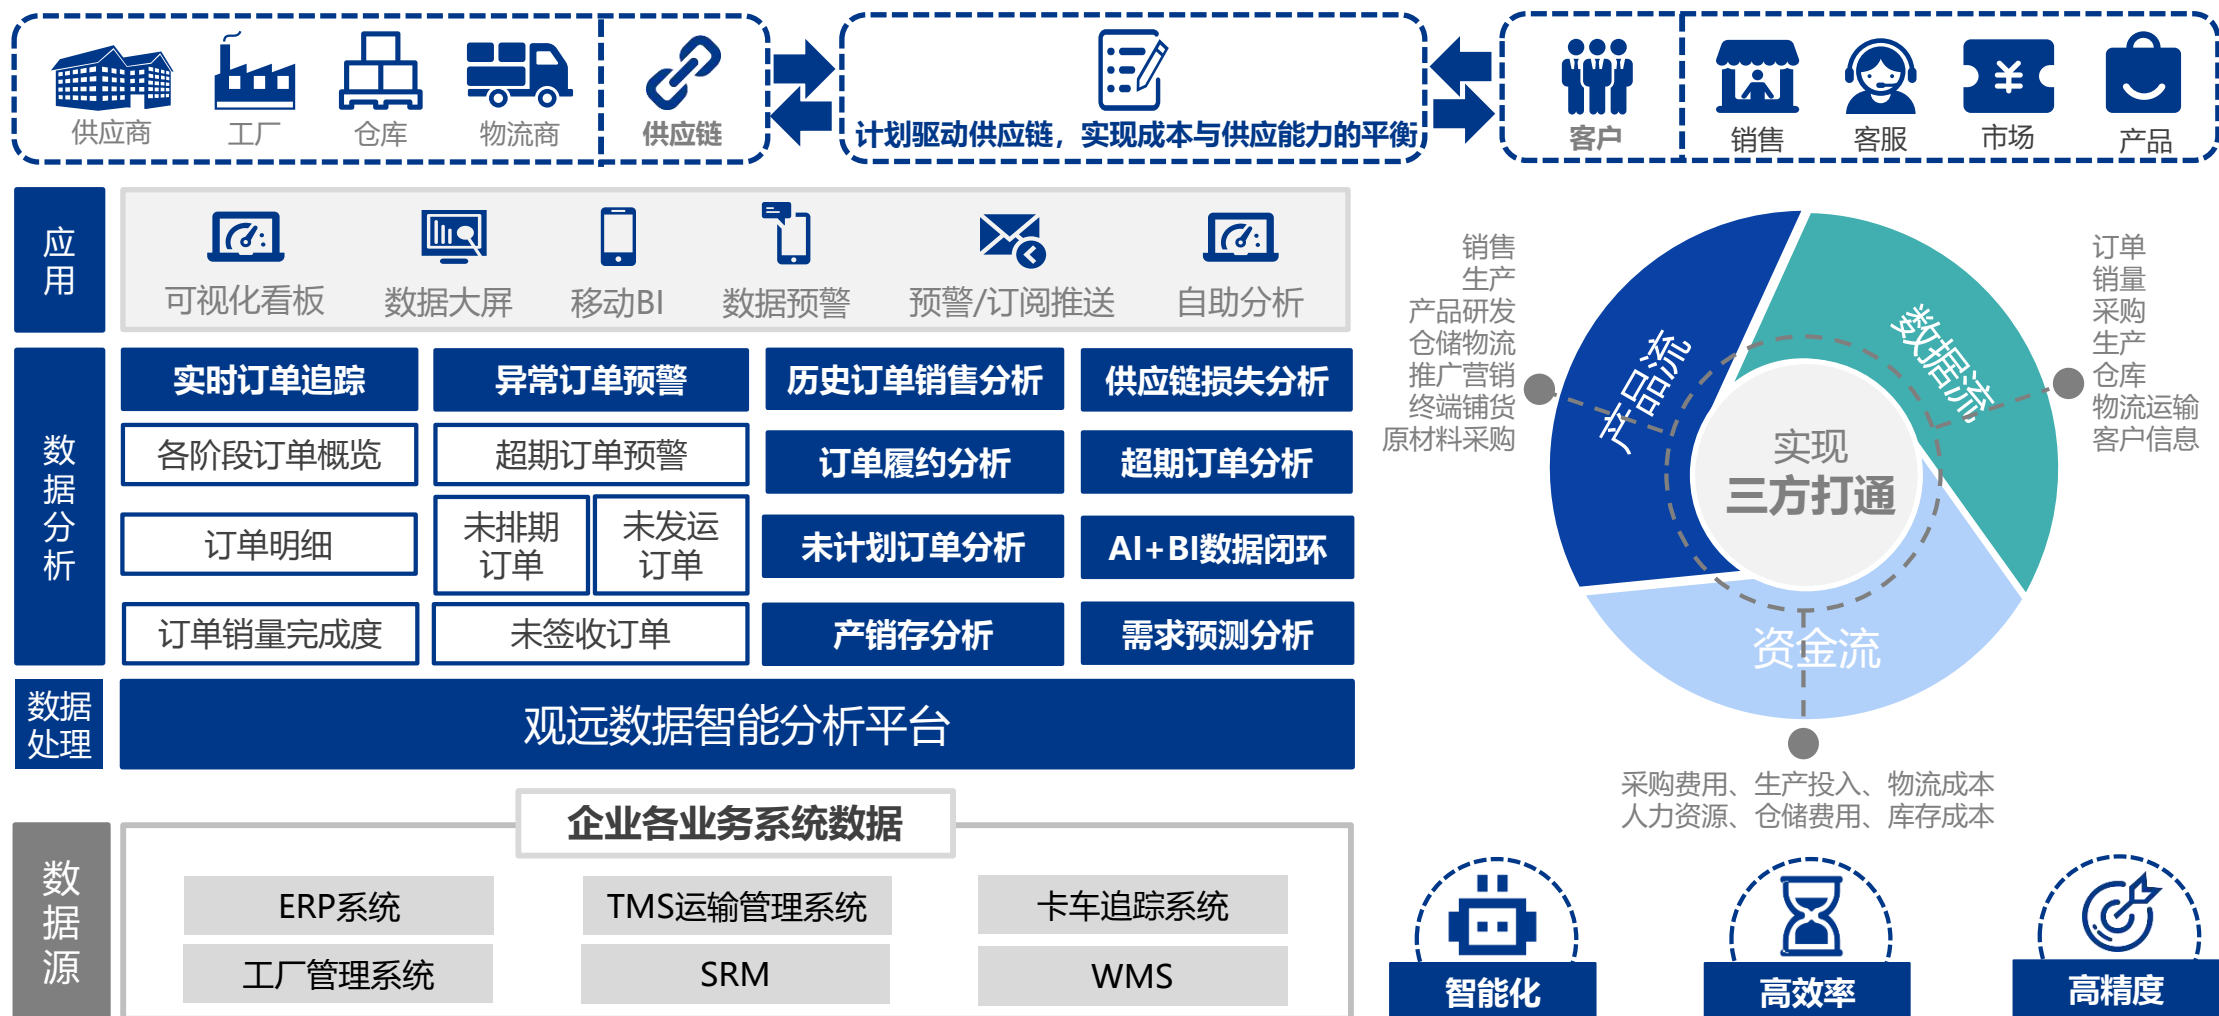 供应商
工厂
仓库
物流商
供应链
计划驱动供应链，实现成本与供应能力的平衡
客户
销售
客服
市场
产品
应用
可视化看板
数据大屏
移动BI
数据预警
预警/订阅推送
自助分析
数据分析
实时订单追踪
异常订单预警
历史订单销售分析
供应链损失分析
各阶段订单概览
超期订单预警
订单履约分析
超期订单分析
订单明细
未排期
订单
未发运
订单
未计划订单分析
AI+BI数据闭环
订单销量完成度
未签收订单
产销存分析
需求预测分析
数据
处理
观远数据智能分析平台
数据源
企业各业务系统数据
ERP系统
TMS运输管理系统
卡车追踪系统
工厂管理系统
SRM
WMS
销售
生产
产品研发
仓储物流
推广营销
终端铺货
原材料采购
产品流
数据流
资金流
实现
三方打通
订单
销量
采购
生产
仓库
物流运输
客户信息
采购费用、生产投入、物流成本
人力资源、仓储费用、库存成本
智能化
高效率
高精度
¥